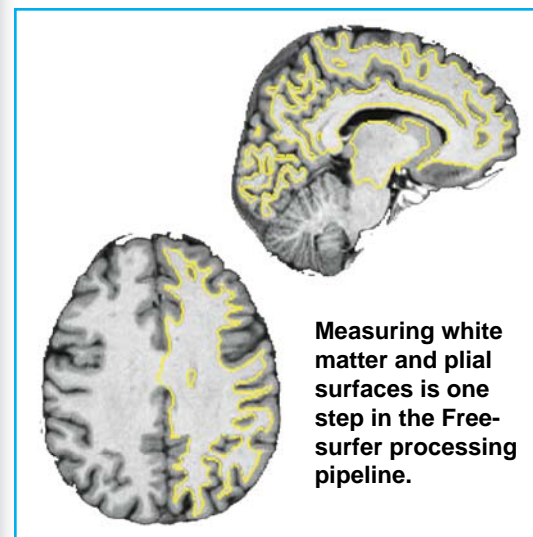 Measuring white
matter and plial
surfaces is one
step in the Free-
surfer processing
pipeline.